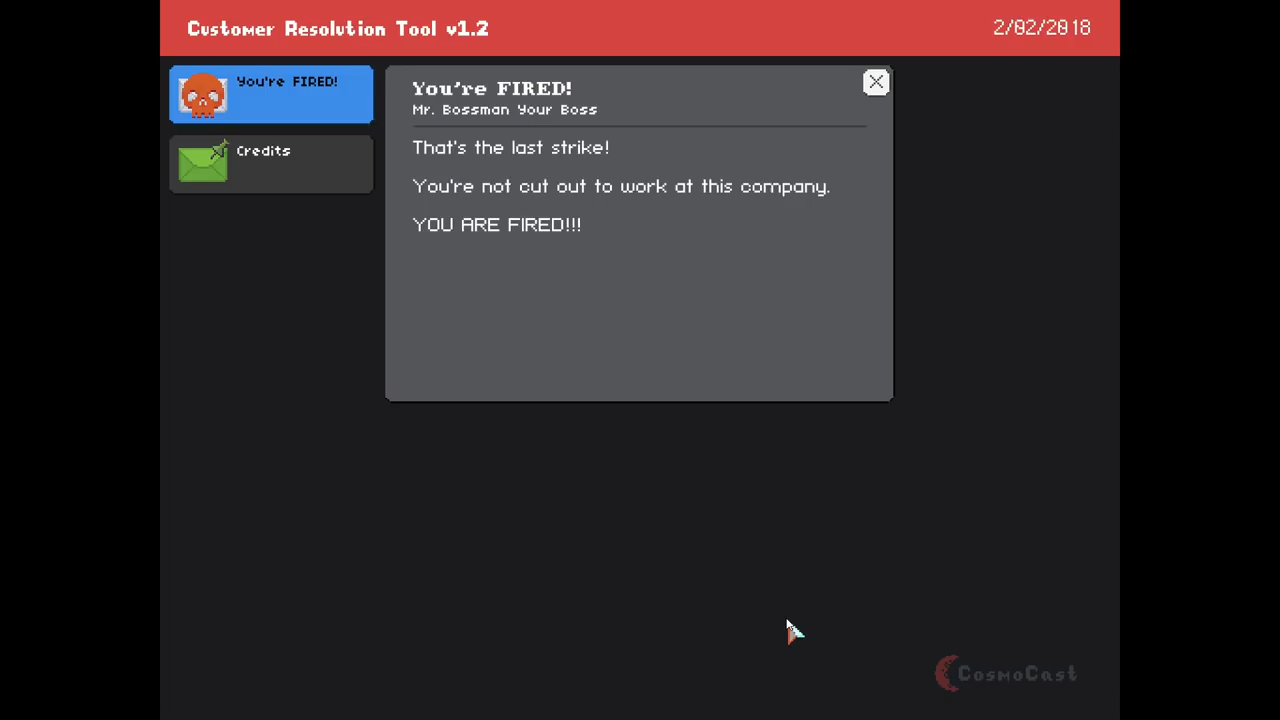 Customer Resolution Tool v1.2
2/02/2018
You're FIRED!
Credits
You're FIRED!
Mr. Bossman Your Boss
That's the last strike!
You're not cut out to work at this company.
YOU ARE FIRED!!!
CosmoCast